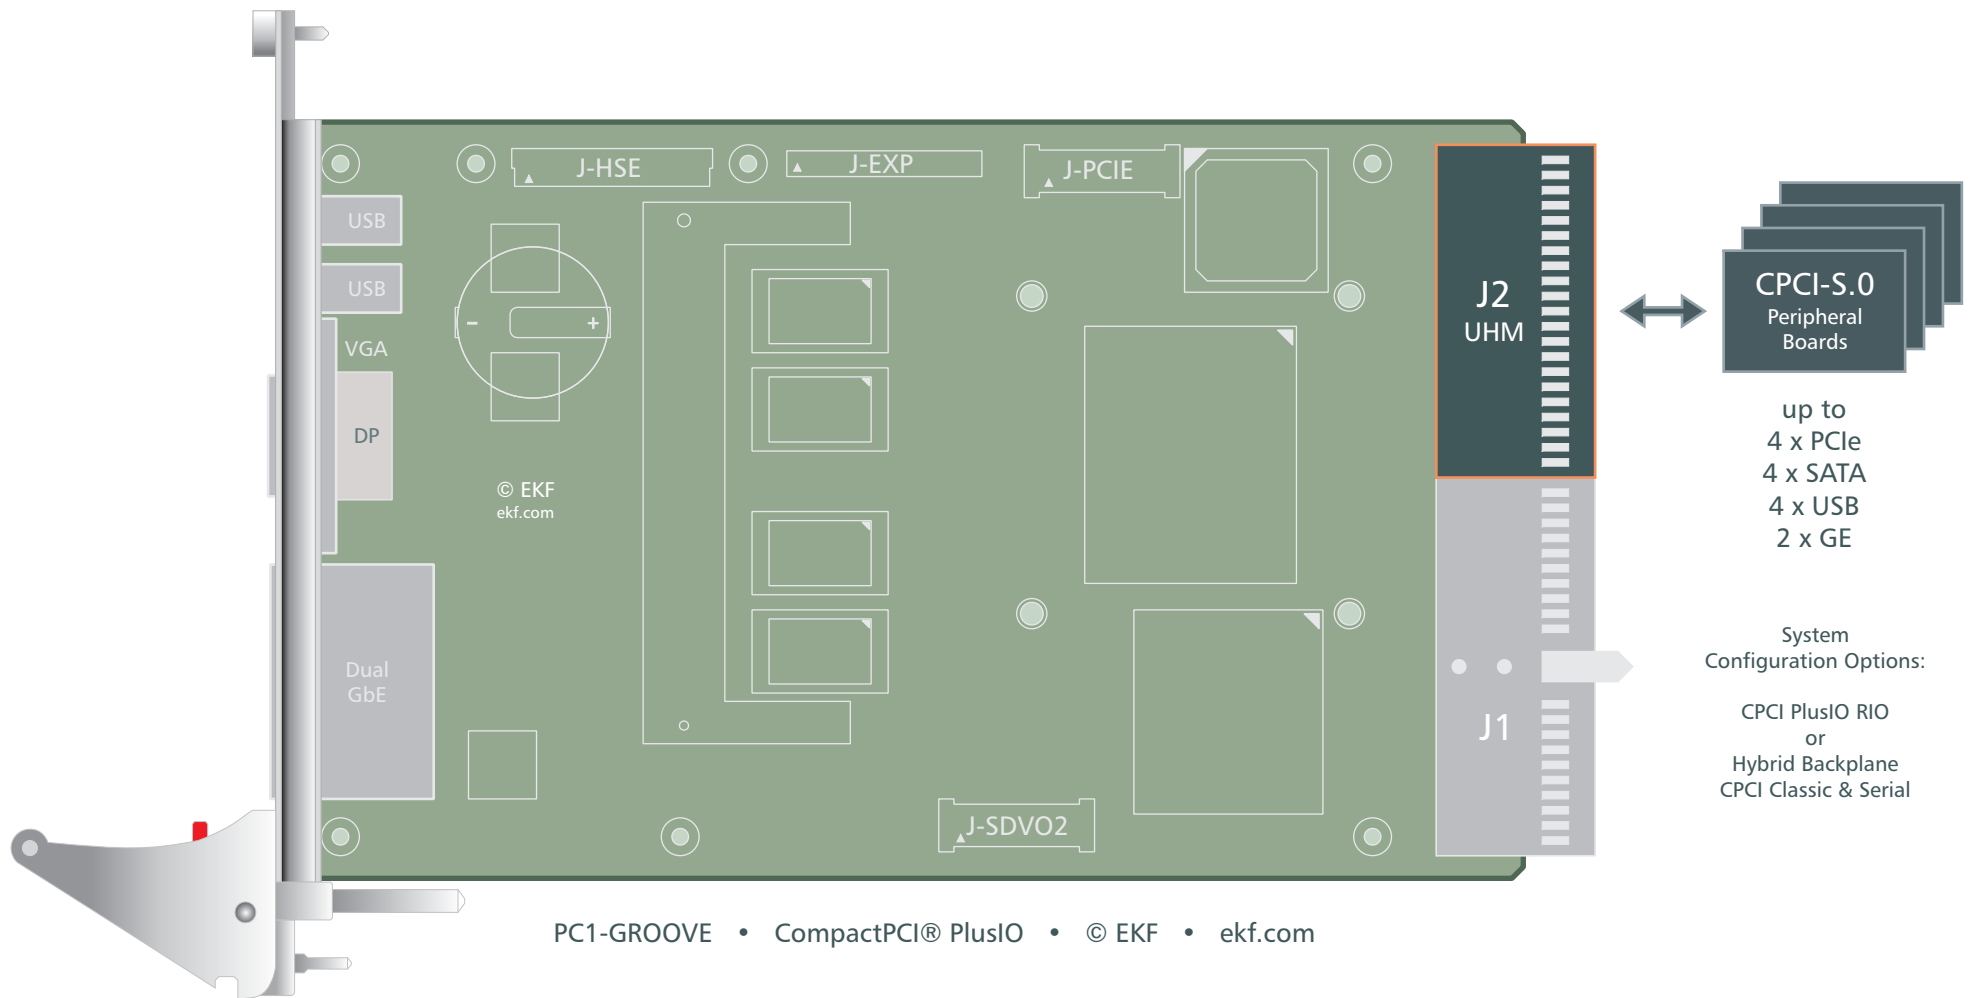 J-HSE
J-EXP
J-PCIE
USB
USB
VGA
DP
- +
© EKF
ekf.com
Dual
GbE
J-SDVO2
J2
UHM
J1
CPCI-S.0
Peripheral
Boards
up to
4 x PCIe
4 x SATA
4 x USB
2 x GE
System
Configuration Options:
CPCI PlusIO RIO
or
Hybrid Backplane
CPCI Classic & Serial
PC1-GROOVE • CompactPCI® PlusIO • © EKF • ekf.com